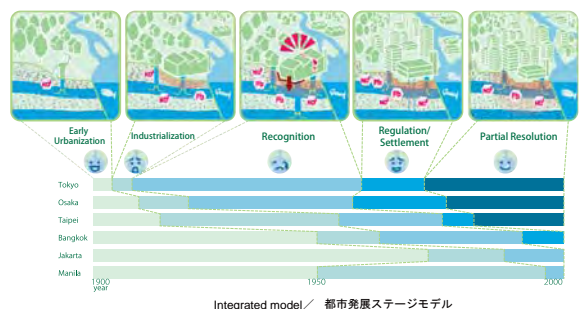 Early
Urbanization
Industrialization
Recognition
Regulation/
Settlement
Partial Resolution
Tokyo
Osaka
Taipei
Bangkok
Jakarta
Manila
1900
year
1950
2000
Integrated model／ 都市発展ステージモデル